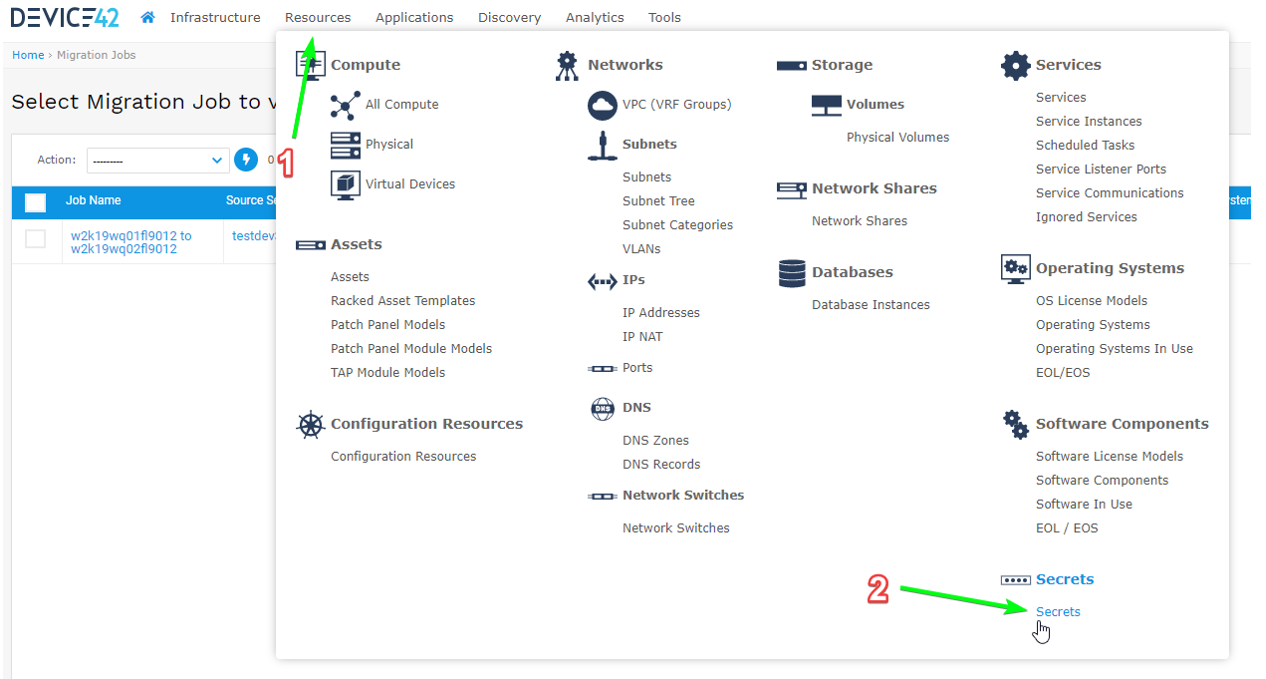 DEVICE42 Infrastructure Resources Applications Discovery Analytics Tools
Home › Migration Jobs
Select Migration Job to
Action: --------- 0
1
Job Name Source
w2k19wq01fl9012 to
w2k19wq02fl9012
testdev
Compute
All Compute
Physical
Virtual Devices
Assets
Assets
Racked Asset Templates
Patch Panel Models
Patch Panel Module Models
TAP Module Models
Configuration Resources
Configuration Resources
Networks
VPC (VRF Groups)
Subnets
Subnets
Subnet Tree
Subnet Categories
VLANs
IPs
IP Addresses
IP NAT
Ports
DNS
DNS
DNS Zones
DNS Records
Network Switches
Network Switches
Storage
Volumes
Physical Volumes
Network Shares
Network Shares
Databases
Database Instances
Services
Services
Service Instances
Scheduled Tasks
Service Listener Ports
Service Communications
Ignored Services
Operating Systems
OS License Models
Operating Systems
Operating Systems In Use
EOL/EOS
Software Components
Software License Models
Software Components
Software In Use
EOL / EOS
Secrets
2
Secrets